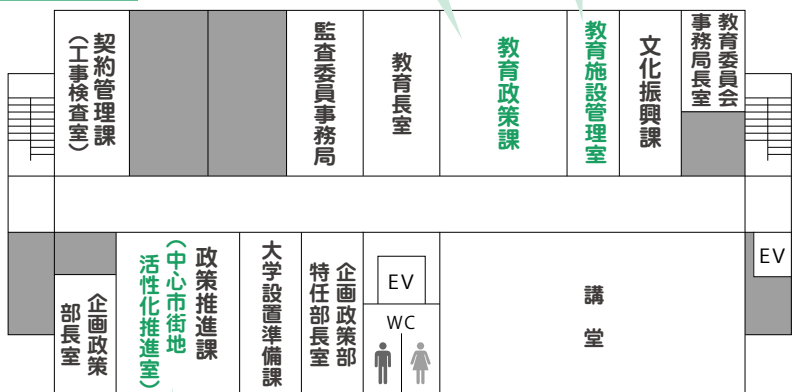 契約管理課
（工事検査室）
監査委員事務局
教育長室
教育政策課
教育施設管理室
文化振興課
教育委員会
事務局長室
企画政策
部長室
政策推進課
（中心市街地
活性化推進室）
大学設置準備課
企画政策部
特任部長室
EV
WC
講堂
EV